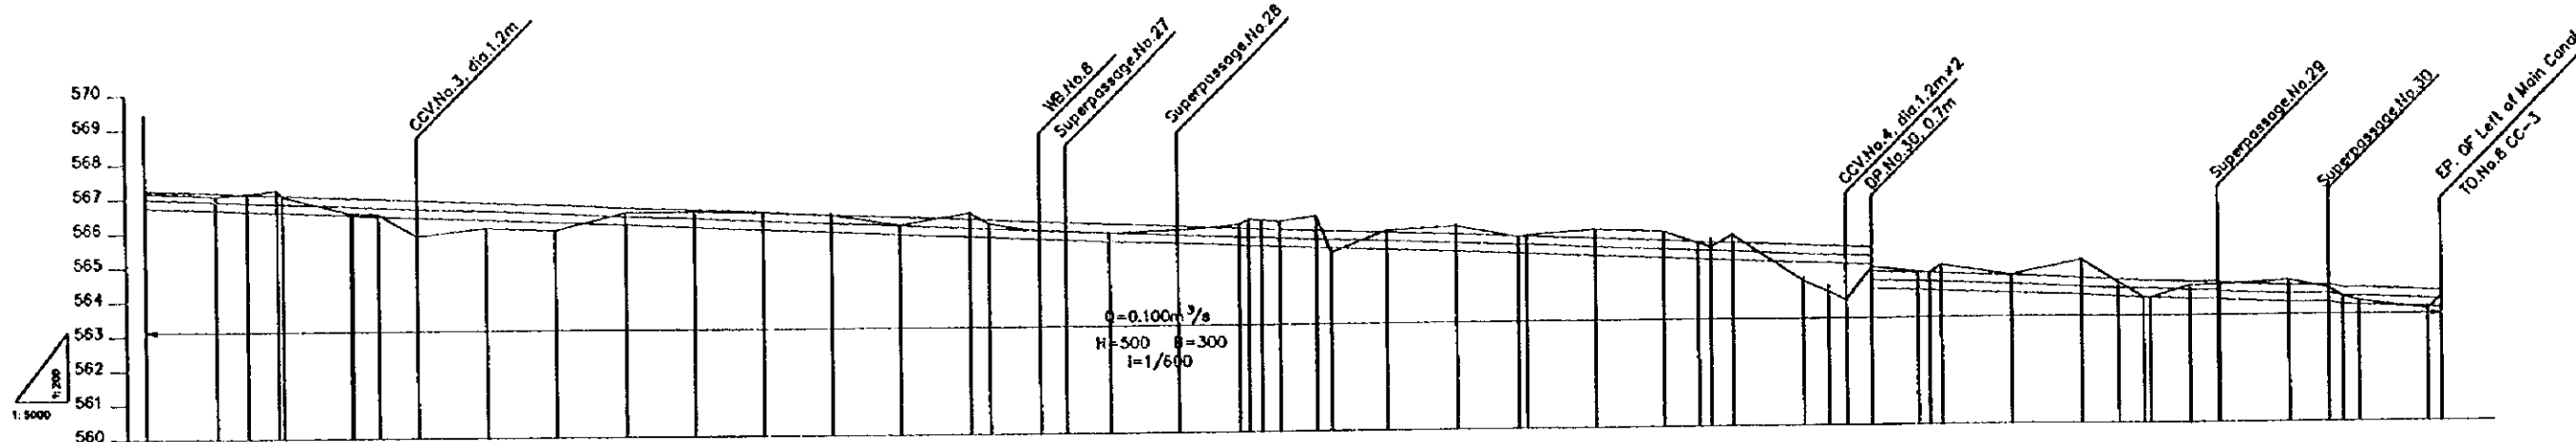 CCV.No.3, dia.1.2m
WB.No.8
Superpassage.No.27
Superpassage.No.28
CCV.No.4, dia.1.2m*2
DP.No.30, 0.7m
Superpassage.No.29
Superpassage.No.30
EP. OF Left of Main Canal
TO.No.8 CC-3
570
569
568
567
566
565
564
563
562
561
560
1:200
1:5000
Q=0.100m³/s
H=500 B=300
I=1/600